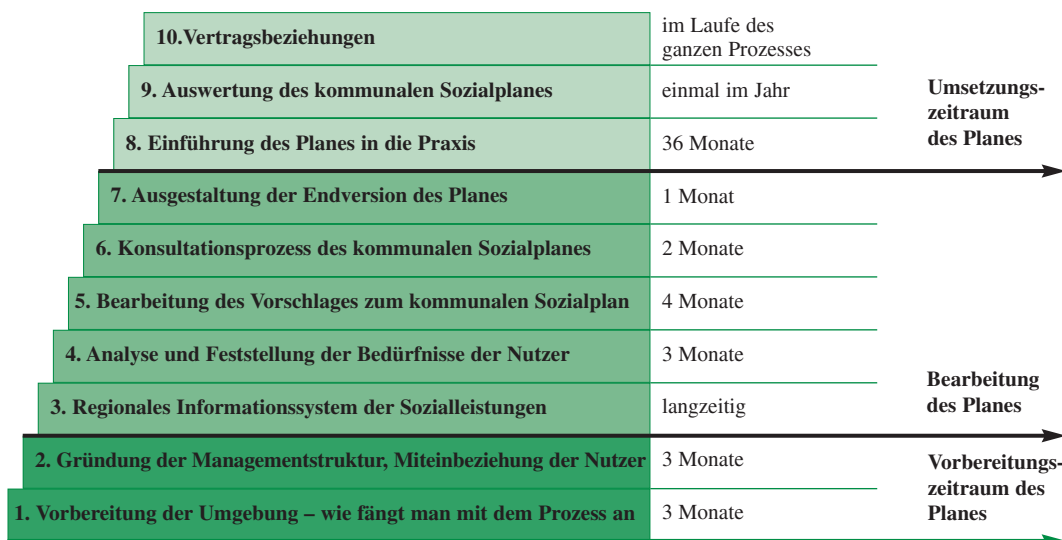 10.Vertragsbeziehungen
im Laufe des
ganzen Prozesses
9. Auswertung des kommunalen Sozialplanes
einmal im Jahr
Umsetzungs-
zeitraum
des Planes
8. Einführung des Planes in die Praxis
36 Monate
7. Ausgestaltung der Endversion des Planes
1 Monat
6. Konsultationsprozess des kommunalen Sozialplanes
2 Monate
5. Bearbeitung des Vorschlages zum kommunalen Sozialplan
4 Monate
4. Analyse und Feststellung der Bedürfnisse der Nutzer
3 Monate
3. Regionales Informationssystem der Sozialleistungen
langzeitig
Bearbeitung
des Planes
2. Gründung der Managementstruktur, Miteinbeziehung der Nutzer
3 Monate
1. Vorbereitung der Umgebung – wie fängt man mit dem Prozess an
3 Monate
Vorbereitungs-
zeitraum des
Planes